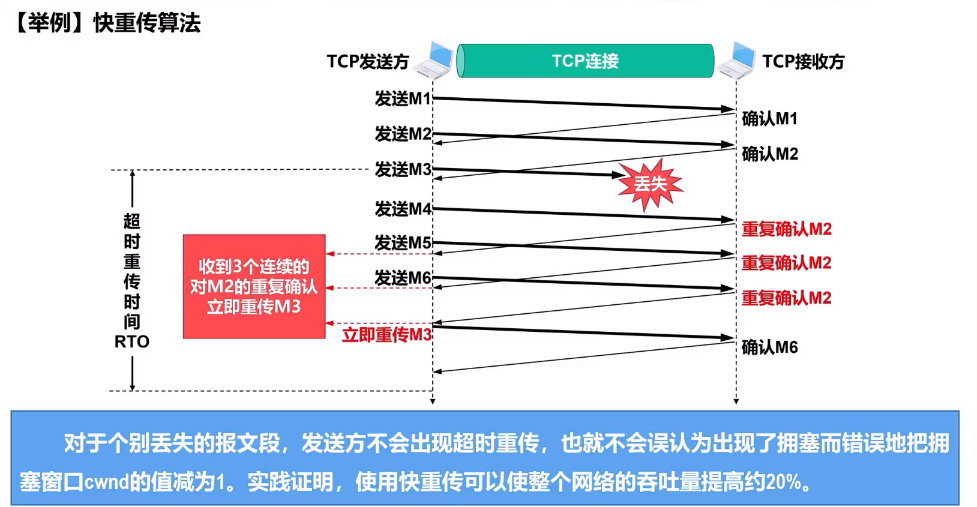 【举例】快重传算法
TCP发送方
TCP连接
TCP接收方
发送M1
确认M1
发送M2
确认M2
发送M3
丢失
发送M4
重复确认M2
发送M5
重复确认M2
发送M6
重复确认M2
超时重传时间RTO
收到3个连续的
对M2的重复确认
立即重传M3
立即重传M3
确认M6
对于个别丢失的报文段，发送方不会出现超时重传，也就不会误认为出现了拥塞而错误地把拥
塞窗口cwnd的值减为1。实践证明，使用快重传可以使整个网络的吞吐量提高约20%。